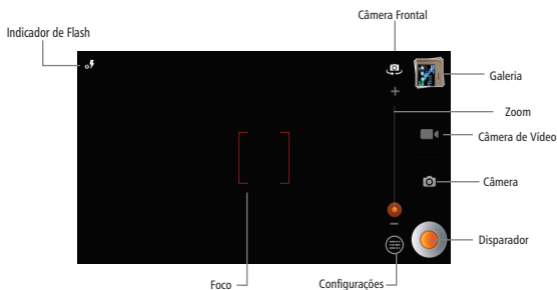 Câmera Frontal
Indicador de Flash
Galeria
Zoom
Câmera de Vídeo
Câmera
Disparador
Foco
Configurações